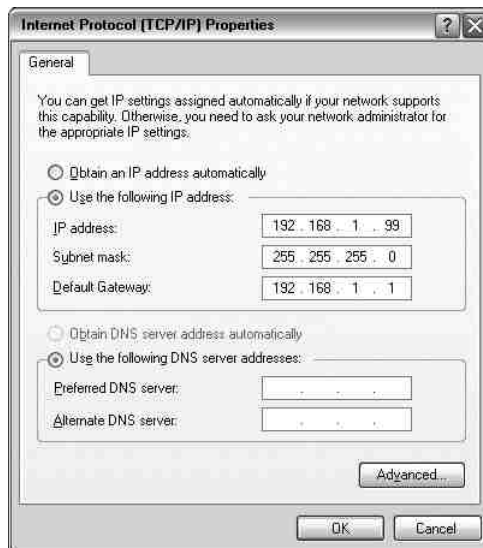 Internet Protocol (TCP/IP) Properties
General
You can get IP settings assigned automatically if your network supports
this capability. Otherwise, you need to ask your network administrator for
the appropriate IP settings.
Obtain an IP address automatically
Use the following IP address:
IP address: 192 . 168 . 1 . 99
Subnet mask: 255 . 255 . 255 . 0
Default Gateway: 192 . 168 . 1 . 1
Obtain DNS server address automatically
Use the following DNS server addresses:
Preferred DNS server: . . .
Alternate DNS server: . . .
Advanced...
OK Cancel